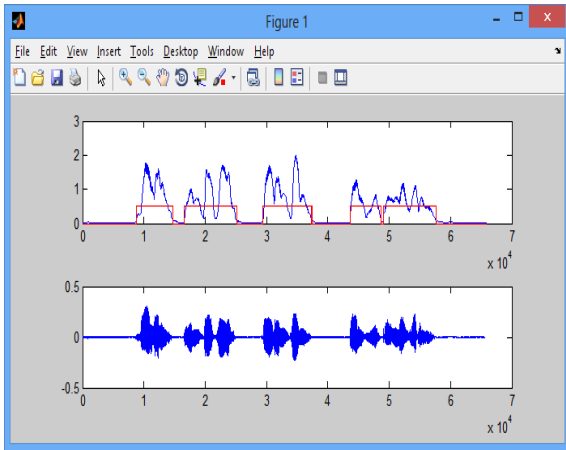 Figure 1
File Edit View Insert Tools Desktop Window Help
3
2
1
0
0 1 2 3 4 5 6 7
x 10^4
0.5
0
-0.5
0 1 2 3 4 5 6 7
x 10^4